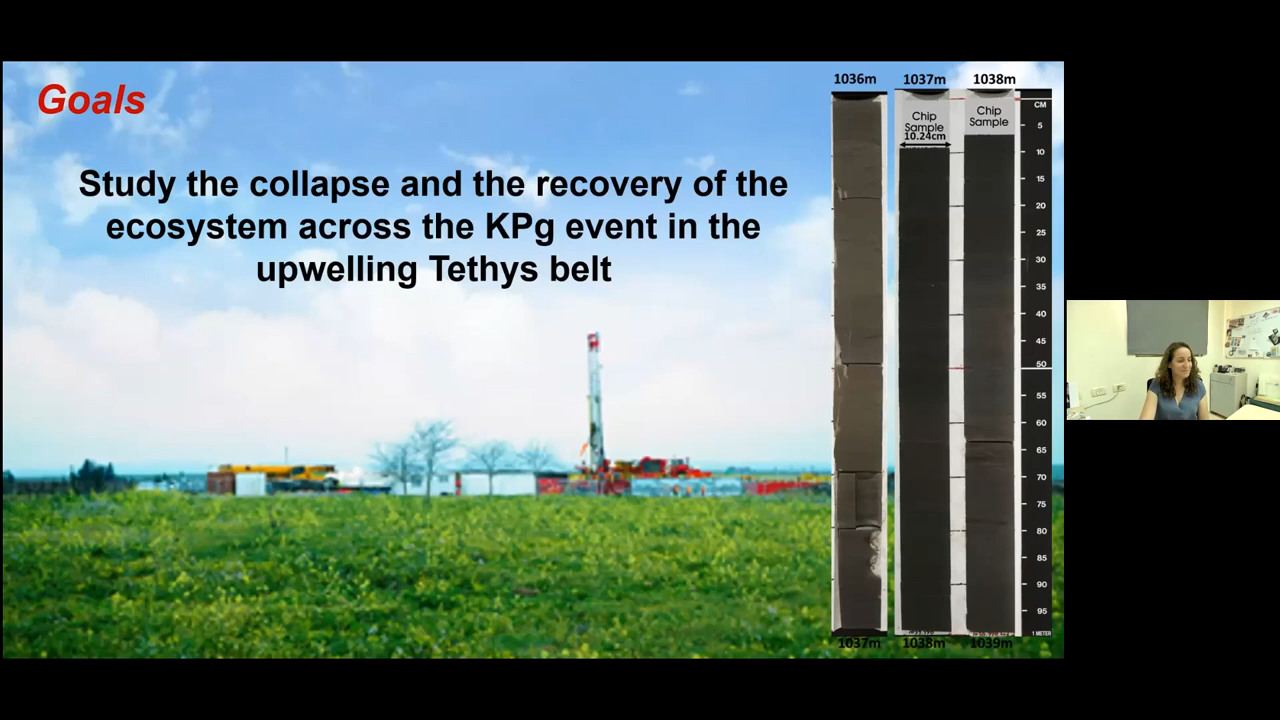 Goals
Study the collapse and the recovery of the
ecosystem across the KPg event in the
upwelling Tethys belt
1036m
1037m
1038m
Chip
Sample
10.24cm
Chip
Sample
CM
5
10
15
20
25
30
35
40
45
50
55
60
65
70
75
80
85
90
95
1 METER
1037m
1038m
1039m